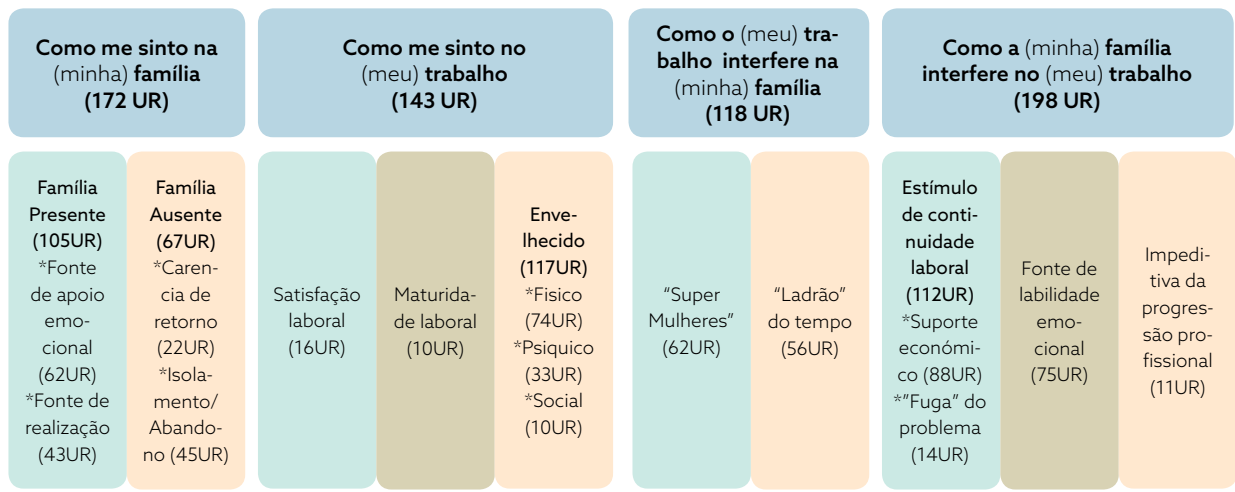 Como me sinto na
(minha) família
(172 UR)
Como me sinto no
(meu) trabalho
(143 UR)
Como o (meu) tra-
balho interfere na
(minha) família
(118 UR)
Como a (minha) família
interfere no (meu) trabalho
(198 UR)
Família
Presente
(105UR)
*Fonte
de apoio
emo-
cional
(62UR)
*Fonte de
realização
(43UR)
Família
Ausente
(67UR)
*Caren-
cia de
retorno
(22UR)
*Isola-
mento/
Abando-
no (45UR)
Satisfação
laboral
(16UR)
Maturida-
de laboral
(10UR)
Enve-
lhecido
(117UR)
*Fisico
(74UR)
*Psiquico
(33UR)
*Social
(10UR)
“Super
Mulheres”
(62UR)
“Ladrão”
do tempo
(56UR)
Estímulo
de conti-
nuidade
laboral
(112UR)
*Suporte
económi-
co (88UR)
*”Fuga” do
problema
(14UR)
Fonte de
labilidade
emo-
cional
(75UR)
Impedi-
tiva da
progres-
são pro-
fissional
(11UR)